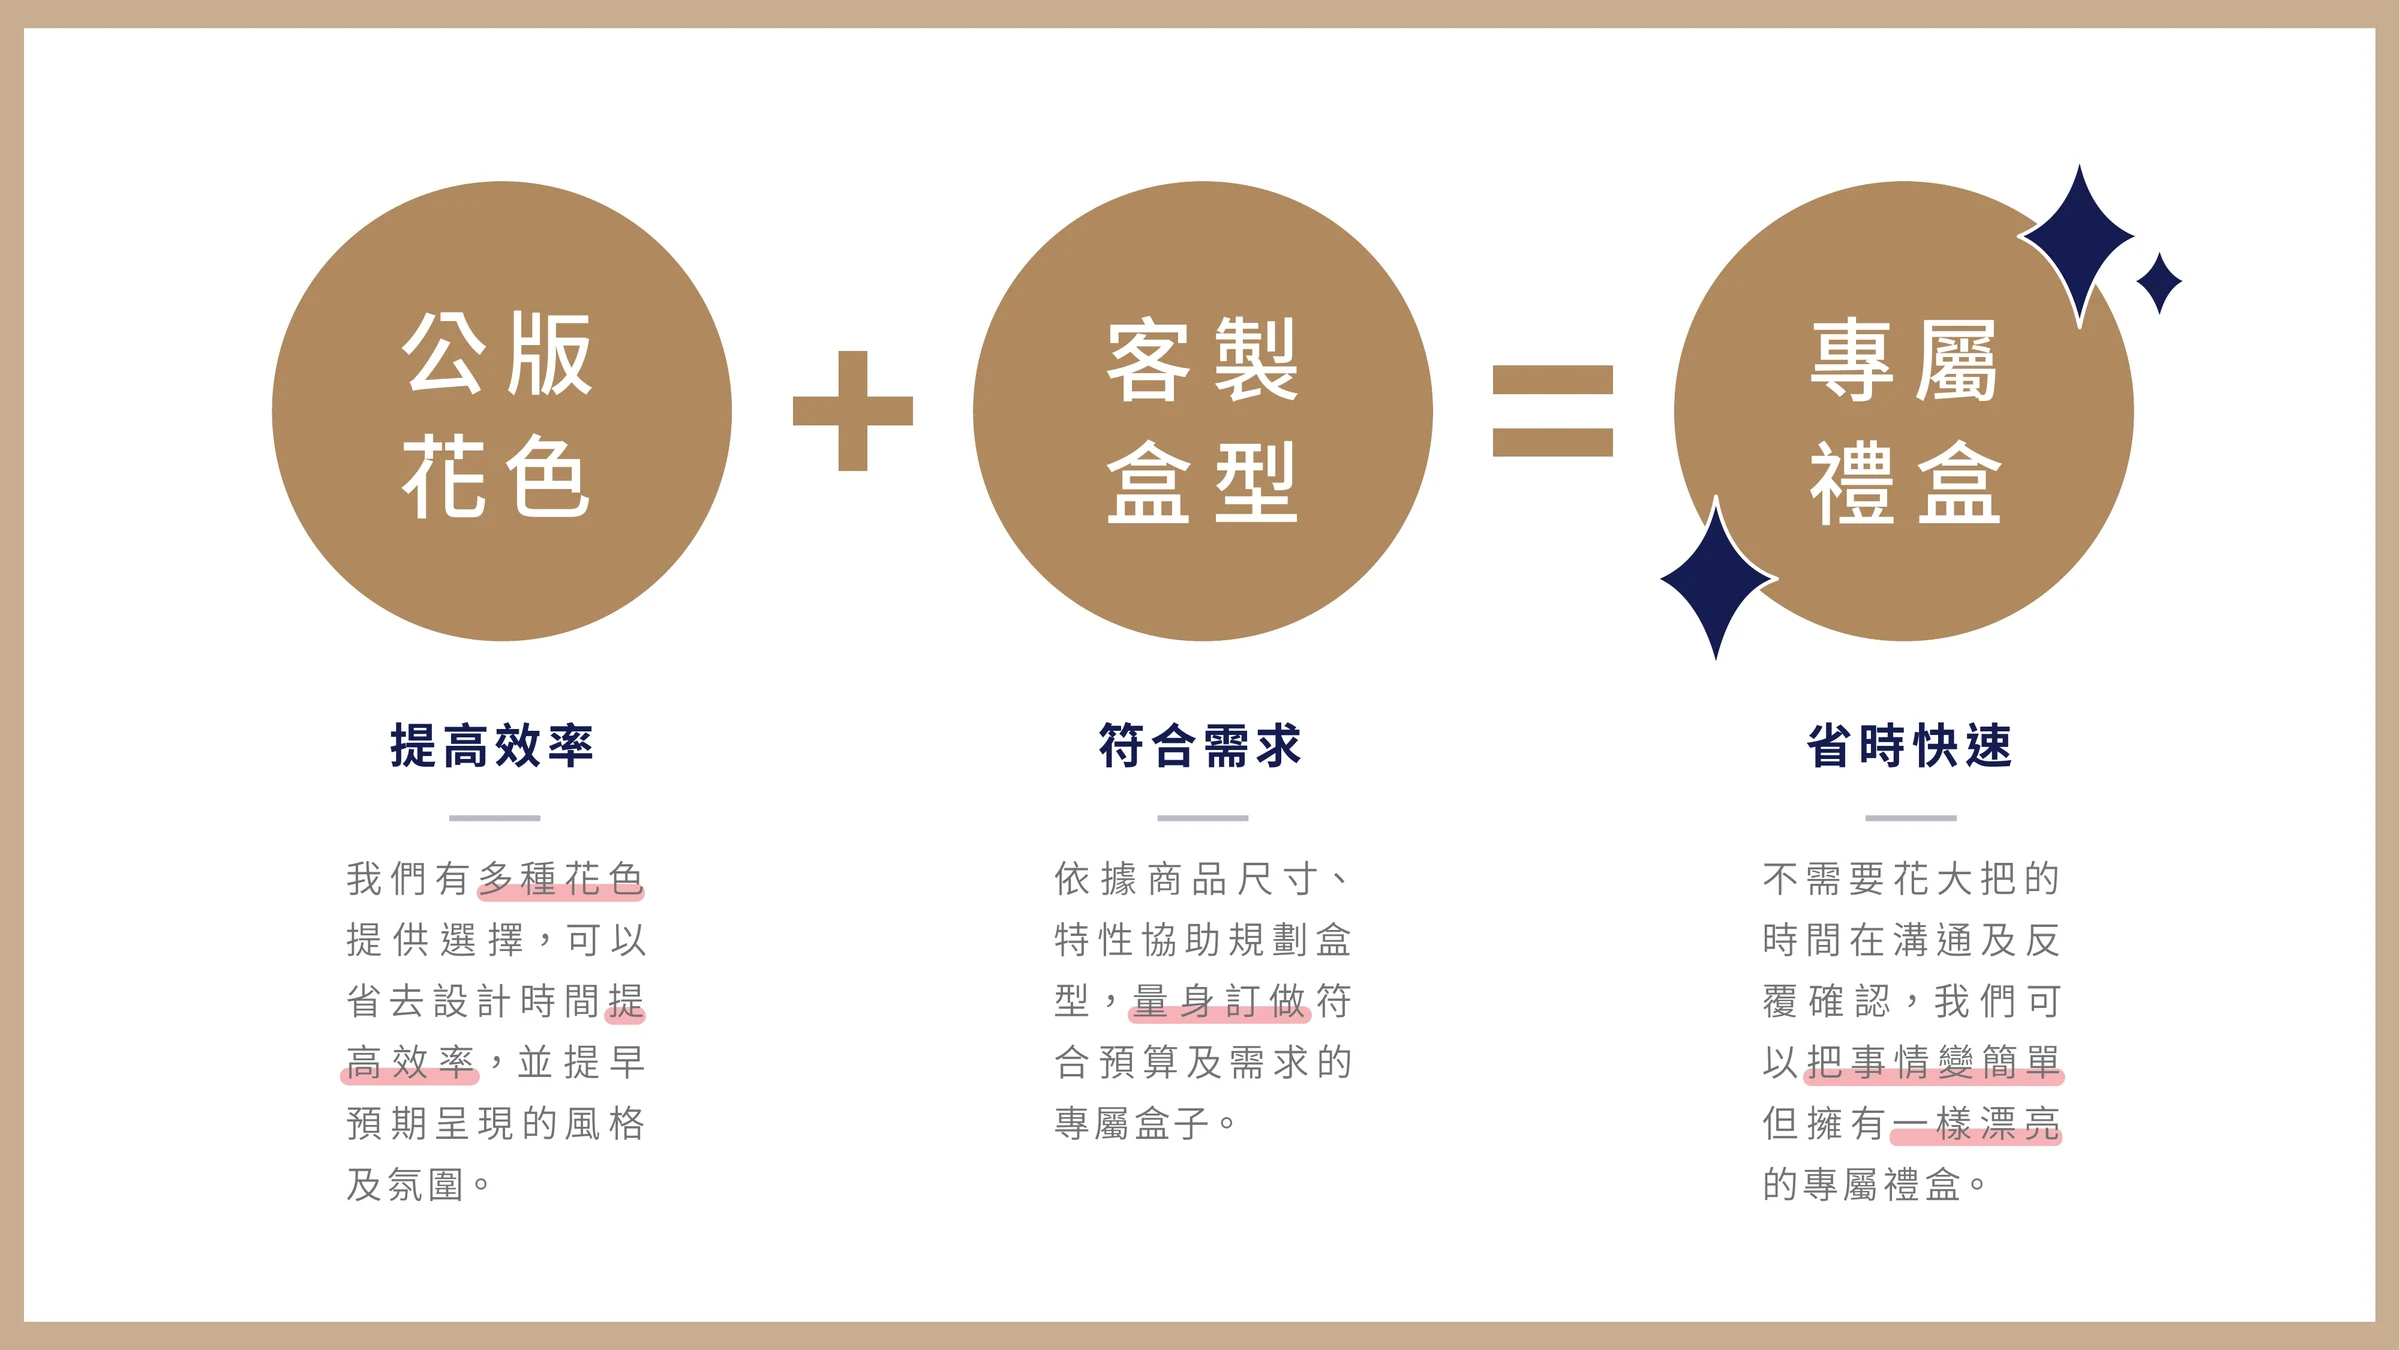 公版
花色
+
客製
盒型
=
專屬
禮盒
提高效率
我們有多種花色
提供選擇，可以
省去設計時間提
高效率，並提早
預期呈現的風格
及氛圍。
符合需求
依據商品尺寸、
特性協助規劃盒
型，量身訂做符
合預算及需求的
專屬盒子。
省時快速
不需要花大把的
時間在溝通及反
覆確認，我們可
以把事情變簡單
但擁有一樣漂亮
的專屬禮盒。